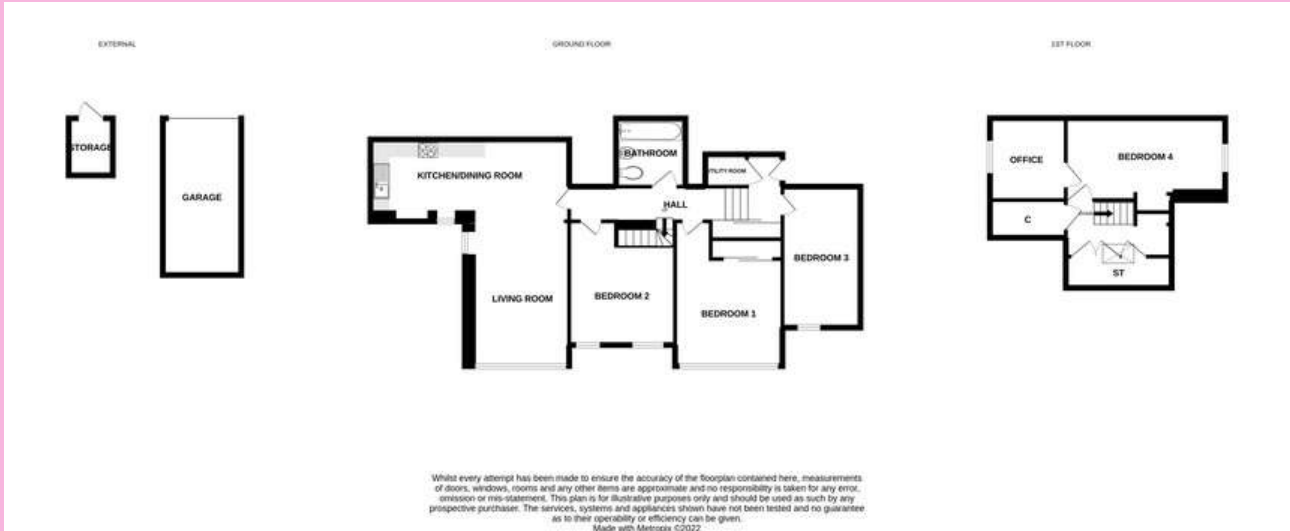 EXTERNAL
GROUND FLOOR
1ST FLOOR
STORAGE
GARAGE
KITCHEN/DINING ROOM
BATHROOM
UTILITY ROOM
HALL
LIVING ROOM
BEDROOM 2
BEDROOM 1
BEDROOM 3
OFFICE
BEDROOM 4
C
ST
Whilst every attempt has been made to ensure the accuracy of the floorplan contained here, measurements
of doors, windows, rooms and any other items are approximate and no responsibility is taken for any error,
omission or mis-statement. This plan is for illustrative purposes only and should be used as such by any
prospective purchaser. The services, systems and appliances shown have not been tested and no guarantee
as to their operability or efficiency can be given.
Made with Metropix ©2022